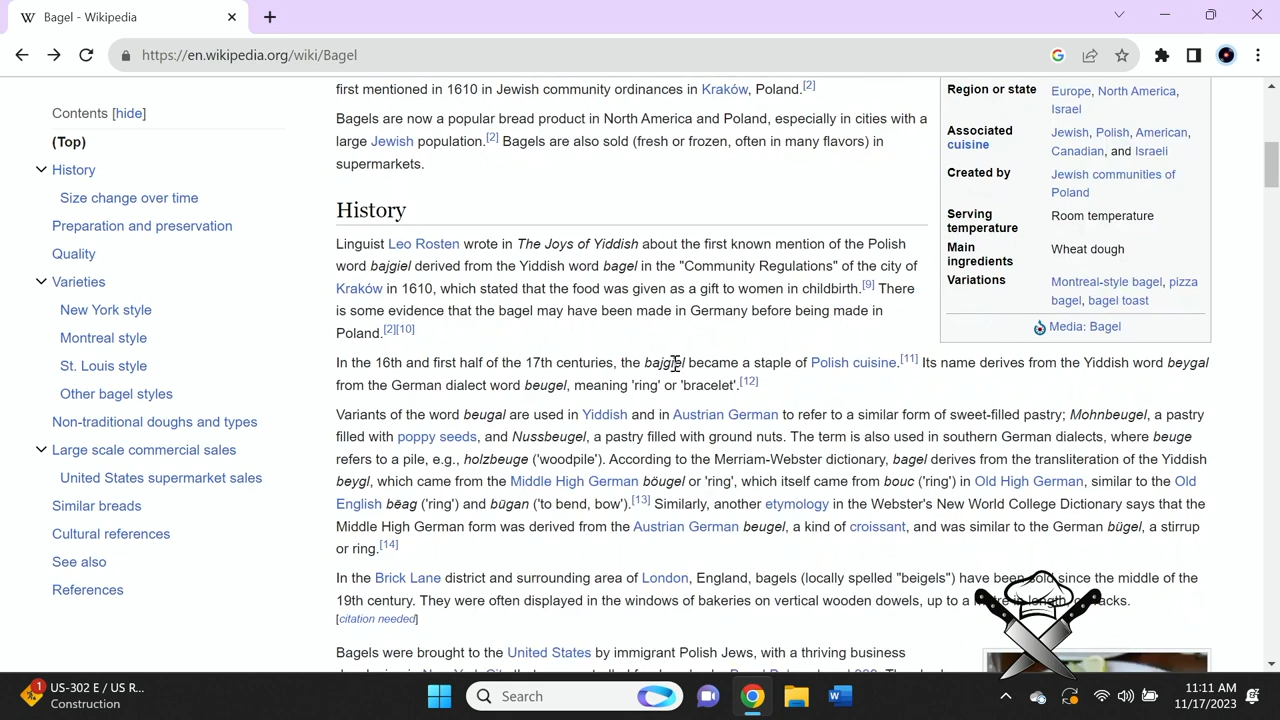 Bagel - Wikipedia
https://en.wikipedia.org/wiki/Bagel
Contents [hide]
(Top)
History
Size change over time
Preparation and preservation
Quality
Varieties
New York style
Montreal style
St. Louis style
Other bagel styles
Non-traditional doughs and types
Large scale commercial sales
United States supermarket sales
Similar breads
Cultural references
See also
References
first mentioned in 1610 in Jewish community ordinances in Kraków, Poland.[2]
Bagels are now a popular bread product in North America and Poland, especially in cities with a
large Jewish population.[2] Bagels are also sold (fresh or frozen, often in many flavors) in
supermarkets.
History
Linguist Leo Rosten wrote in The Joys of Yiddish about the first known mention of the Polish
word bajgiel derived from the Yiddish word bagel in the "Community Regulations" of the city of
Kraków in 1610, which stated that the food was given as a gift to women in childbirth.[9] There
is some evidence that the bagel may have been made in Germany before being made in
Poland.[2][10]
In the 16th and first half of the 17th centuries, the bajgiel became a staple of Polish cuisine.[11] Its name derives from the Yiddish word beygal
from the German dialect word beugel, meaning 'ring' or 'bracelet'.[12]
Variants of the word beugal are used in Yiddish and in Austrian German to refer to a similar form of sweet-filled pastry; Mohnbeugel, a pastry
filled with poppy seeds, and Nussbeugel, a pastry filled with ground nuts. The term is also used in southern German dialects, where beuge
refers to a pile, e.g., holzbeuge ('woodpile'). According to the Merriam-Webster dictionary, bagel derives from the transliteration of the Yiddish
beygl, which came from the Middle High German böugel or 'ring', which itself came from bouc ('ring') in Old High German, similar to the Old
English bēag ('ring') and būgan ('to bend, bow').[13] Similarly, another etymology in the Webster's New World College Dictionary says that the
Middle High German form was derived from the Austrian German beugel, a kind of croissant, and was similar to the German bügel, a stirrup
or ring.[14]
In the Brick Lane district and surrounding area of London, England, bagels (locally spelled "beigels") have been sold since the middle of the
19th century. They were often displayed in the windows of bakeries on vertical wooden dowels, up to a metre in length, on racks.
[citation needed]
Bagels were brought to the United States by immigrant Polish Jews, with a thriving business
Region or state
Europe, North America,
Israel
Associated
cuisine
Jewish, Polish, American,
Canadian, and Israeli
Created by
Jewish communities of
Poland
Serving
temperature
Room temperature
Main
ingredients
Wheat dough
Variations
Montreal-style bagel, pizza
bagel, bagel toast
Media: Bagel
1
US-302 E / US R...
Construction
Search
11:11 AM
11/17/2023